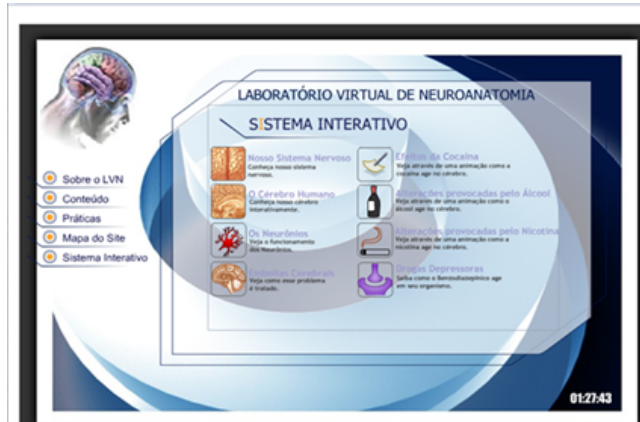 LABORATÓRIO VIRTUAL DE NEUROANATOMIA
SISTEMA INTERATIVO
Sobre o LVN
Conteúdo
Práticas
Mapa do Site
Sistema Interativo
Nosso Sistema Nervoso
Conheça nosso sistema
nervoso.
O Cérebro Humano
Conheça nosso cérebro
interativamente.
Os Neurônios
Veja o funcionamento
dos Neurônios.
Embolias Cerebrais
Veja como esse problema
é tratado.
Efeitos da Cocaína
Veja através de uma animação como a
cocaína age no cérebro.
Alterações provocadas pelo Álcool
Veja através de uma animação como o
álcool age no cérebro.
Alterações provocadas pelo Nicotina
Veja através de uma animação como a
nicotina age no cérebro.
Drogas Depressoras
Saiba como o Benzodiazepínico age
em seu organismo.
01:27:43